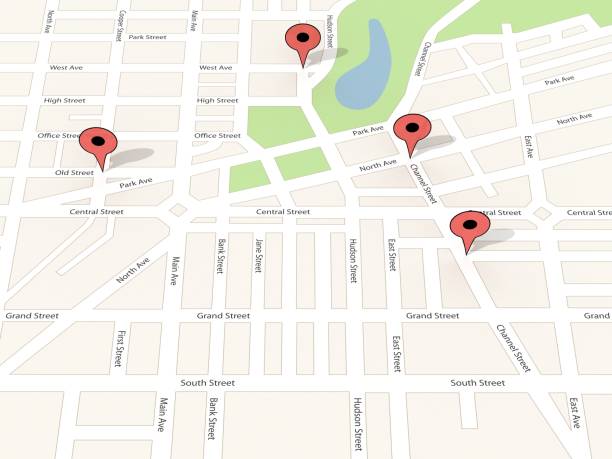 North Ave
Copper Street
Main Ave
Hudson Street
Park Street
Channel Street
West Ave
West Ave
Park Ave
High Street
High Street
North Ave
Office Street
Office Street
Park Ave
East Ave
North Ave
Old Street
Park Ave
Channel Street
Central Street
Central Street
Central Street
Central Stre
North Ave
Main Ave
Bank Street
Jane Street
Hudson Street
East Street
Grand Street
Grand Street
Grand Street
Grand
First Street
East Street
Channel Street
South Street
South Street
Main Ave
Bank Street
Hudson Street
East Ave